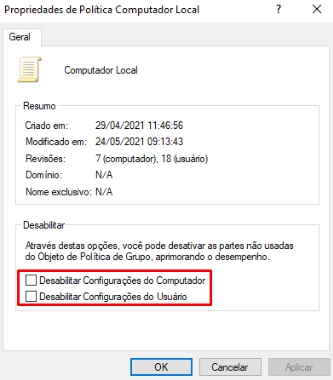 Propriedades de Política Computador Local ? X
Geral
Computador Local
Resumo
Criado em: 29/04/2021 11:46:56
Modificado em: 24/05/2021 09:13:43
Revisões: 7 (computador), 18 (usuário)
Domínio: N/A
Nome exclusivo: N/A
Desabilitar
Através destas opções, você pode desativar as partes não usadas
do Objeto de Política de Grupo, aprimorando o desempenho.
Desabilitar Configurações do Computador
Desabilitar Configurações do Usuário
OK Cancelar Aplicar